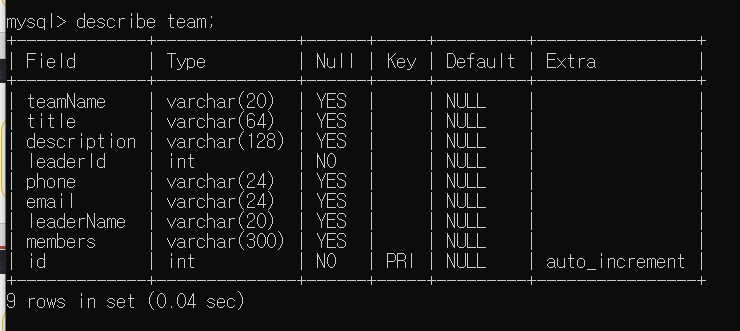 mysql> describe team;
+-------------+--------------+------+-----+---------+----------------+
| Field | Type | Null | Key | Default | Extra |
+-------------+--------------+------+-----+---------+----------------+
| teamName | varchar(20) | YES | | NULL | |
| title | varchar(64) | YES | | NULL | |
| description | varchar(128) | YES | | NULL | |
| leaderId | int | NO | | NULL | |
| phone | varchar(24) | YES | | NULL | |
| email | varchar(24) | YES | | NULL | |
| leaderName | varchar(20) | YES | | NULL | |
| members | varchar(300) | YES | | NULL | |
| id | int | NO | PRI | NULL | auto_increment |
+-------------+--------------+------+-----+---------+----------------+
9 rows in set (0.04 sec)